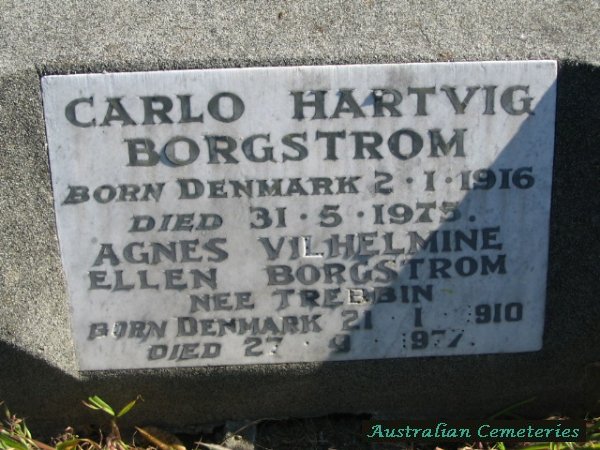 CARLO HARTVIG
BORGSTROM
BORN DENMARK 2·1·1916
DIED 31·5·1975.
AGNES VILHELMINE
ELLEN BORGSTROM
NEE TREBBIN
BORN DENMARK 21 1 910
DIED 27 9 1977.
Australian Cemeteries